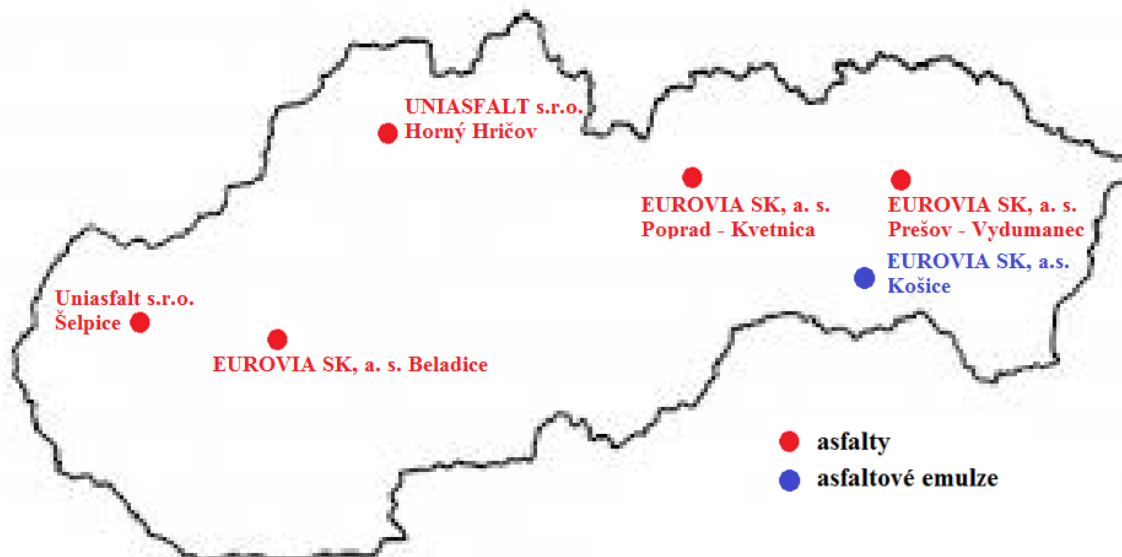 UNIASFALT s.r.o.
Horný Hričov
EUROVIA SK, a. s.
Poprad - Kvetnica
EUROVIA SK, a. s.
Prešov - Vydumanec
EUROVIA SK, a.s.
Košice
Uniasfalt s.r.o.
Šelpice
EUROVIA SK, a. s. Beladice
asfalty
asfaltové emulze